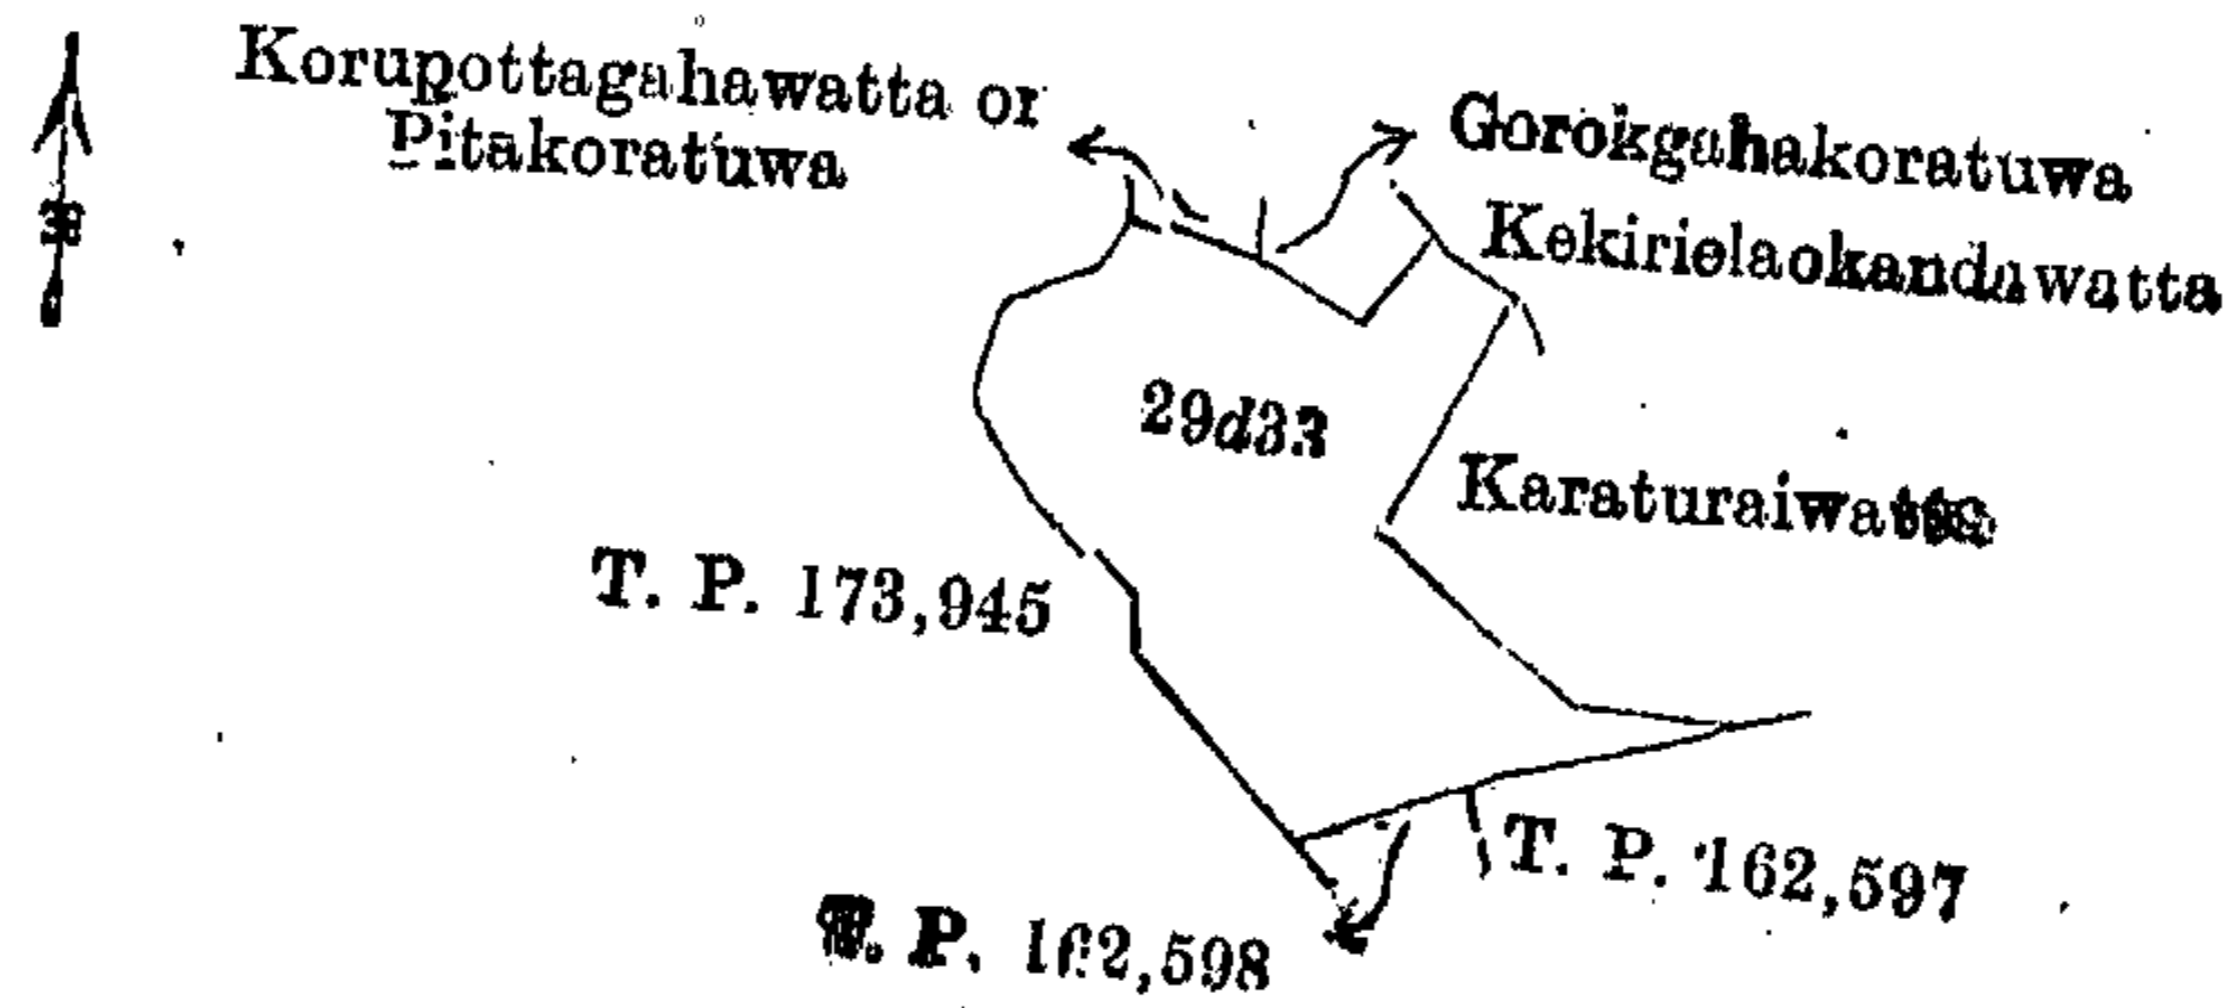 Korupottagahawatta or
Pitakoratuwa
Gorokgahakoratuwa
Kekirielaokandawatta
29d33
Karaturaiwatta
T. P. 173,945
T. P. 162,597
T. P. 162,598